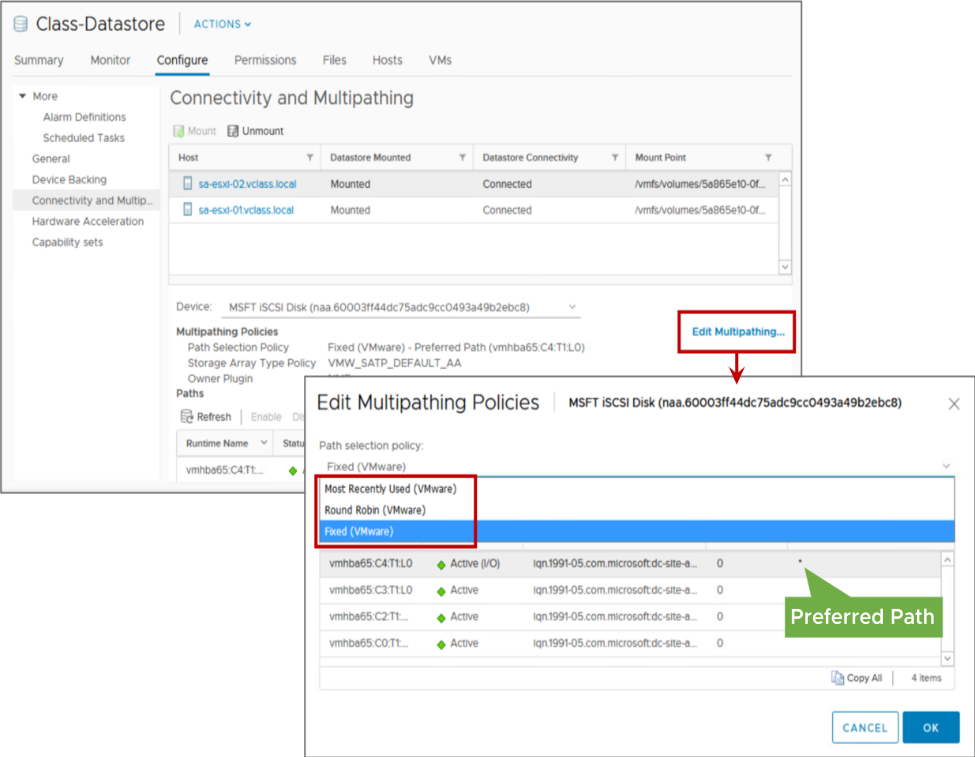 Class-Datastore ACTIONS
Summary Monitor Configure Permissions Files Hosts VMs
More
Alarm Definitions
Scheduled Tasks
General
Device Backing
Connectivity and Multip...
Hardware Acceleration
Capability sets
Connectivity and Multipathing
Mount Unmount
Host Datastore Mounted Datastore Connectivity Mount Point
sa-esxi-02.vclass.local Mounted Connected /vmfs/volumes/5a865e10-0f...
sa-esxi-01.vclass.local Mounted Connected /vmfs/volumes/5a865e10-0f...
Device: MSFT iSCSI Disk (naa.60003ff44dc75adc9cc0493a49b2ebc8)
Multipathing Policies Edit Multipathing...
Path Selection Policy Fixed (VMware) - Preferred Path (vmhba65:C4:T1:L0)
Storage Array Type Policy VMW_SATP_DEFAULT_AA
Owner Plugin
Paths
Refresh Enable
Runtime Name
vmhba65:C4:T1:...
Edit Multipathing Policies MSFT iSCSI Disk (naa.60003ff44dc75adc9cc0493a49b2ebc8)
Path selection policy:
Fixed (VMware)
Most Recently Used (VMware)
Round Robin (VMware)
Fixed (VMware)
vmhba65:C4:T1:L0 Active (I/O) iqn.1991-05.com.microsoft:dc-site-a... 0 *
vmhba65:C3:T1:L0 Active iqn.1991-05.com.microsoft:dc-site-a... 0
vmhba65:C2:T1:... Active iqn.1991-05.com.microsoft:dc-site-a... 0
vmhba65:C0:T1:... Active iqn.1991-05.com.microsoft:dc-site-a... 0
Preferred Path
Copy All 4 items
CANCEL OK